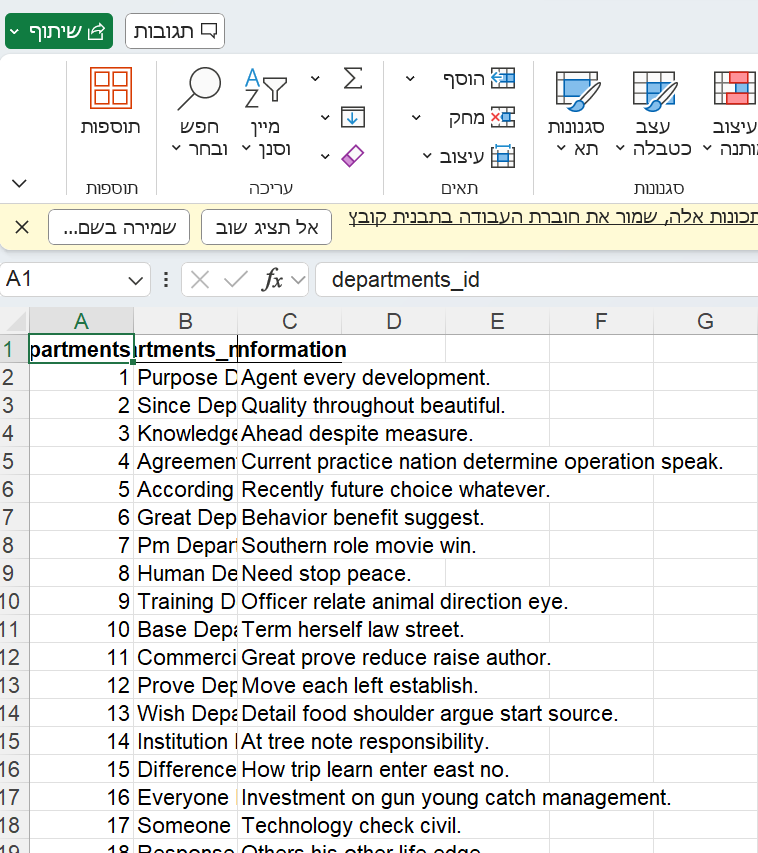 שיתוף
תגובות
הוסף
מחק
עיצוב
תאים
מיין
וסנן
חפש
ובחר
עריכה
תוספות
תוספות
עיצוב
מותנה
עצב
כטבלה
סגנונות
תא
סגנונות
תכונות אלה, שמור את חוברת העבודה בתבנית קובץ
אל תציג שוב
שמירה בשם...
A1
fx
departments_id
A B C D E F G
1 partments rtments_n nformation
2 1 Purpose D Agent every development.
3 2 Since Dep Quality throughout beautiful.
4 3 Knowledge Ahead despite measure.
5 4 Agreement Current practice nation determine operation speak.
6 5 According Recently future choice whatever.
7 6 Great Dep Behavior benefit suggest.
8 7 Pm Depart Southern role movie win.
9 8 Human De Need stop peace.
10 9 Training D Officer relate animal direction eye.
11 10 Base Depa Term herself law street.
12 11 Commerci Great prove reduce raise author.
13 12 Prove Dep Move each left establish.
14 13 Wish Depa Detail food shoulder argue start source.
15 14 Institution At tree note responsibility.
16 15 Difference How trip learn enter east no.
17 16 Everyone Investment on gun young catch management.
18 17 Someone Technology check civil.
19 18 Response Others his other life edge.